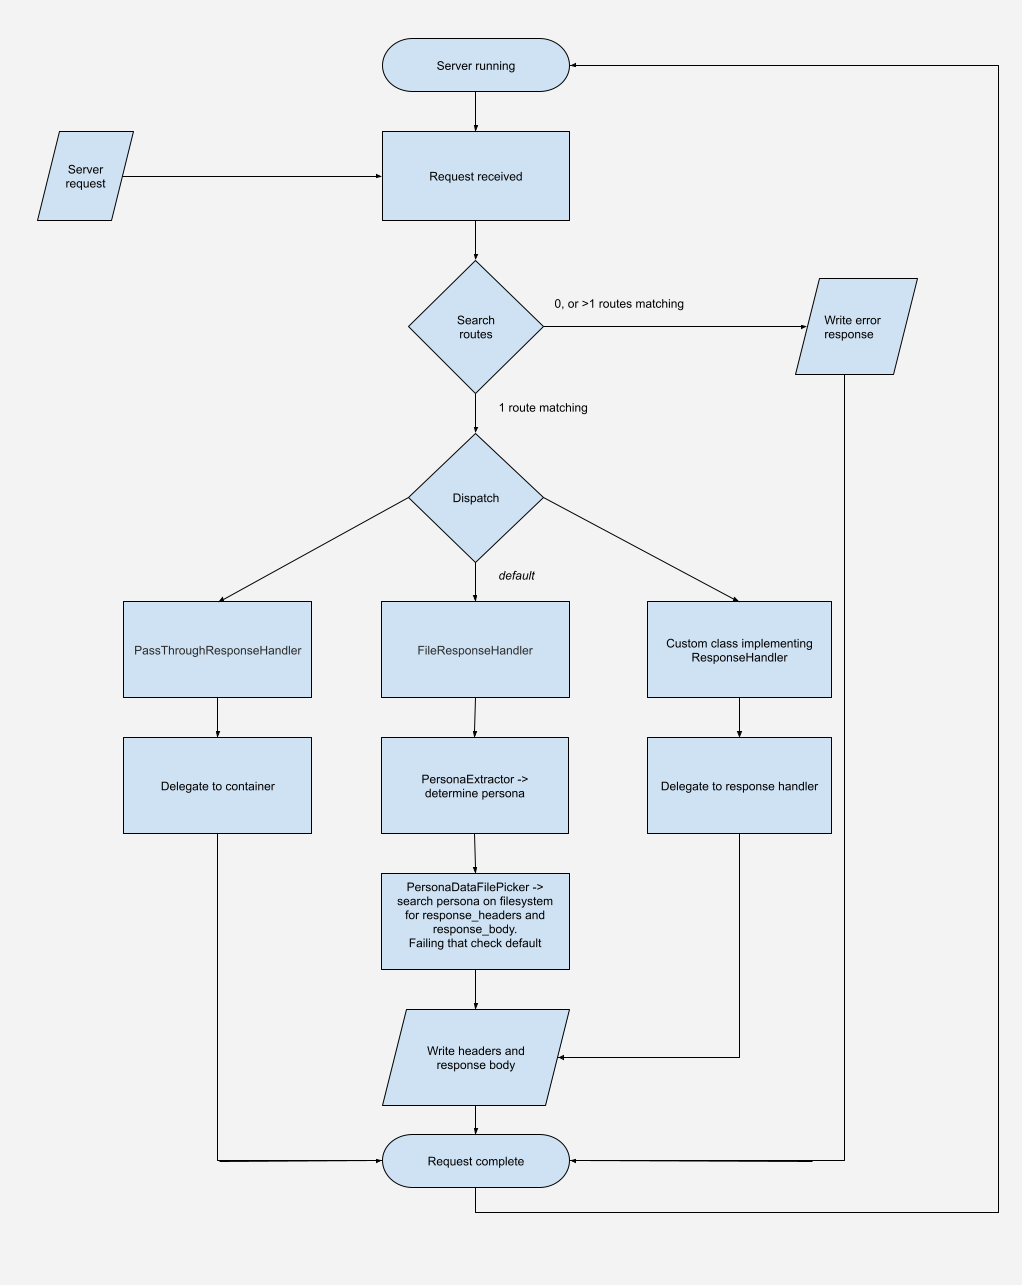 Server running
Server
request
Request received
Search
routes
0, or >1 routes matching
Write error
response
1 route matching
Dispatch
default
PassThroughResponseHandler
FileResponseHandler
Custom class implementing
ResponseHandler
Delegate to container
PersonaExtractor ->
determine persona
Delegate to response handler
PersonaDataFilePicker ->
search persona on filesystem
for response_headers and
response_body.
Failing that check default
Write headers and
response body
Request complete